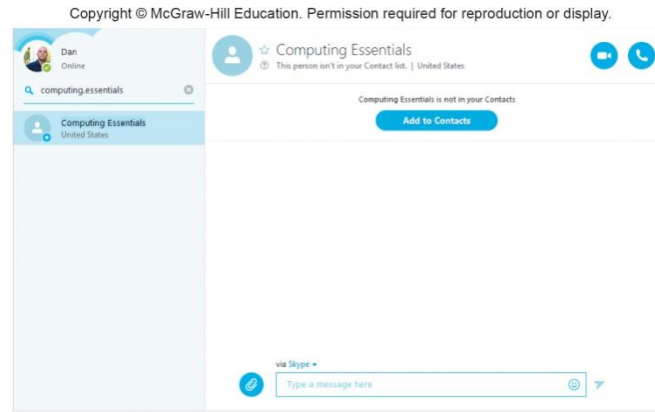 Copyright © McGraw-Hill Education. Permission required for reproduction or display.
Dan
Online
computing.essentials
Computing Essentials
United States
Computing Essentials
This person isn't in your Contact list. | United States
Computing Essentials is not in your Contacts
Add to Contacts
via Skype
Type a message here